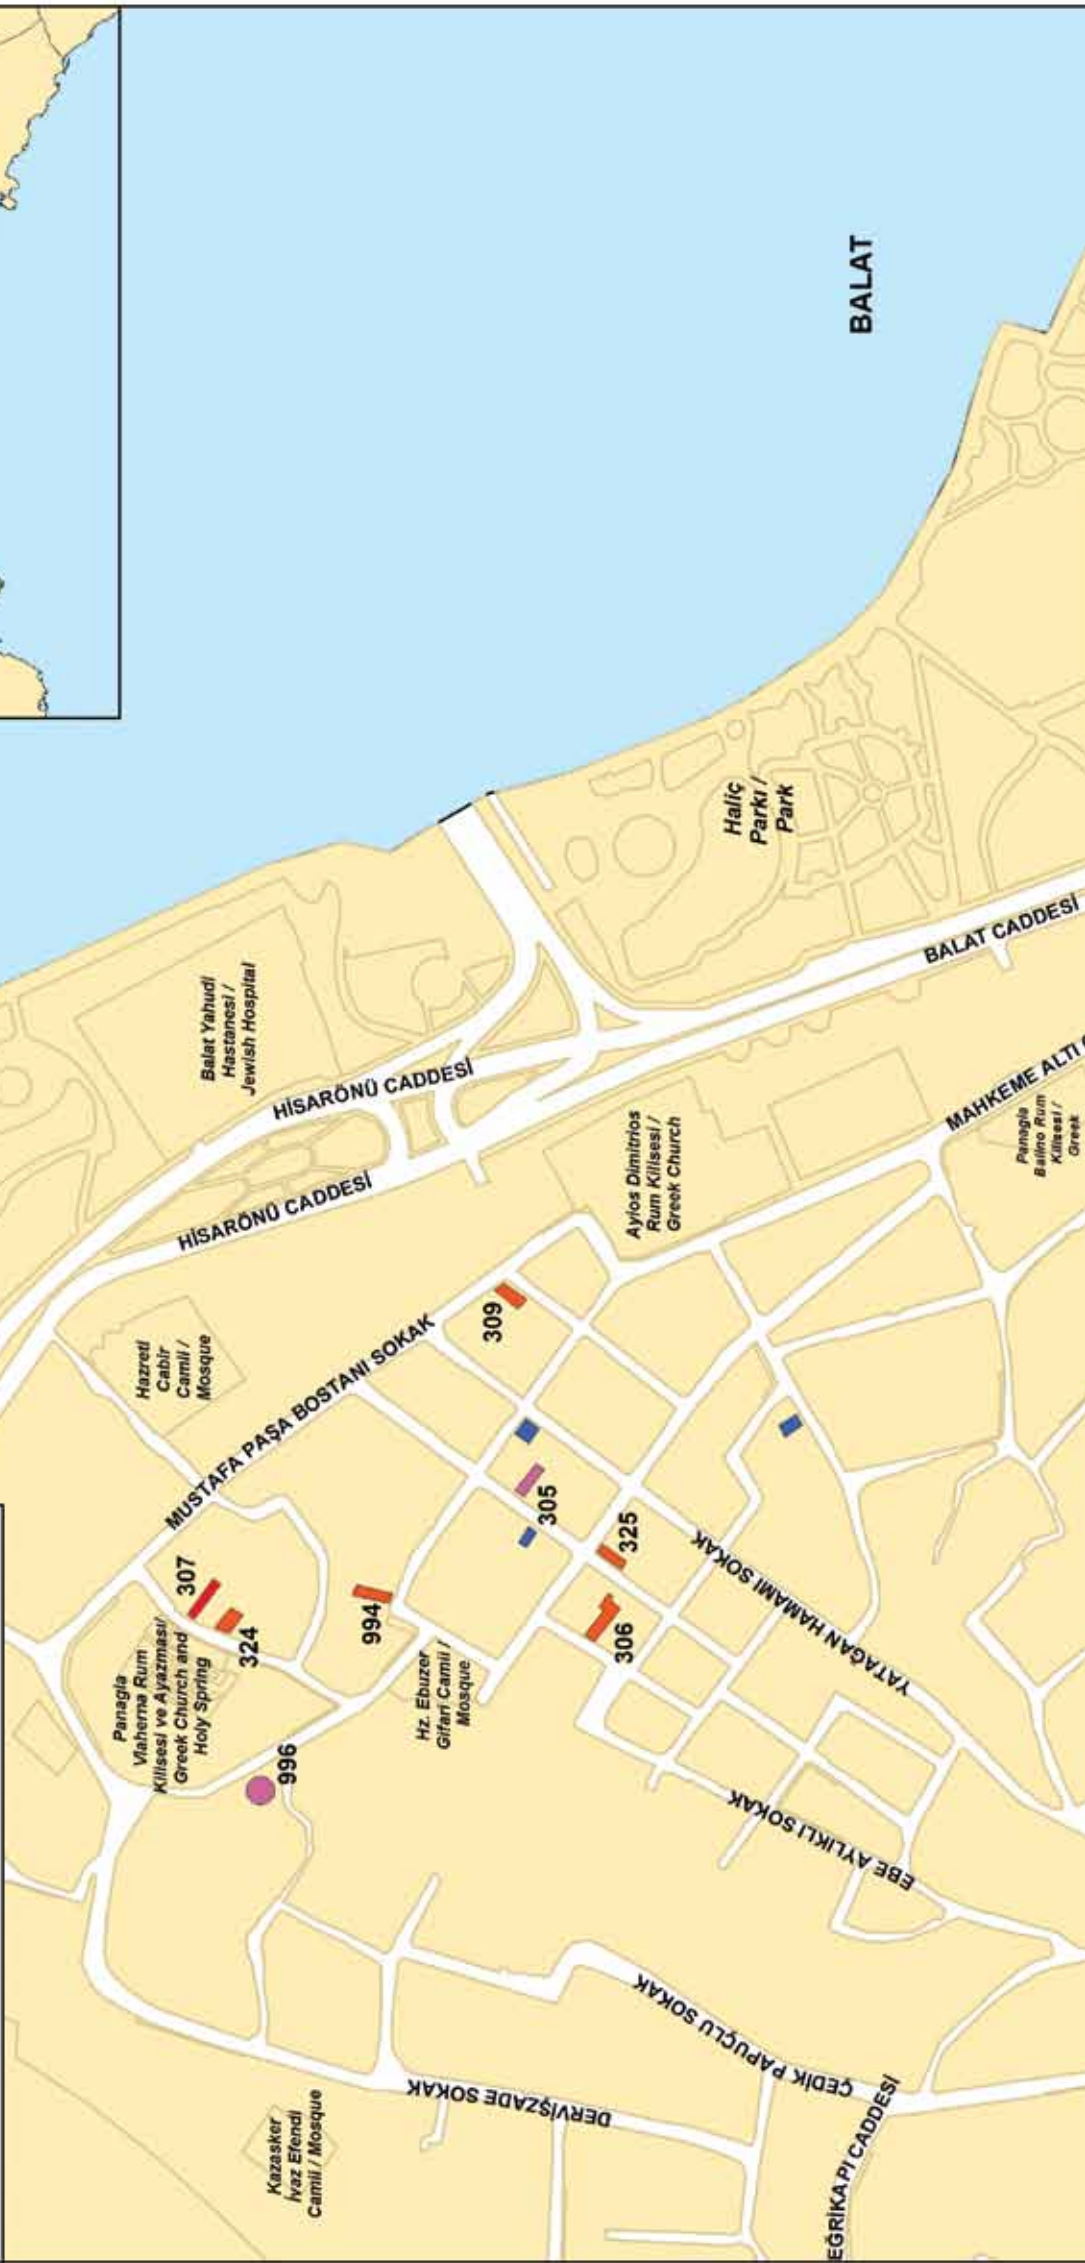 BALAT
Haliç
Parkı /
Park
BALAT CADDESİ
Balat Yahudi
Hastanesi /
Jewish Hospital
HİSARÖNÜ CADDESİ
HİSARÖNÜ CADDESİ
MAHKEME ALTI
Panagia
Balino Rum
Kilisesi /
Greek
Ayios Dimitrios
Rum Kilisesi /
Greek Church
Hazreti
Cabir
Camii /
Mosque
MUSTAFA PAŞA BOSTANI SOKAK
309
305
325
306
307
324
994
996
Panagia
Vlaherna Rum
Kilisesi ve Ayazması/
Greek Church and
Holy Spring
Hz. Ebuzer
Gifari Camii /
Mosque
YATAĞAN HAMAMI SOKAK
EBE AYLIKLI SOKAK
ÇEDİK PAPUÇLU SOKAK
DERVİŞZADE SOKAK
EĞRİKAPI CADDESİ
Kazasker
İvaz Efendi
Camii / Mosque